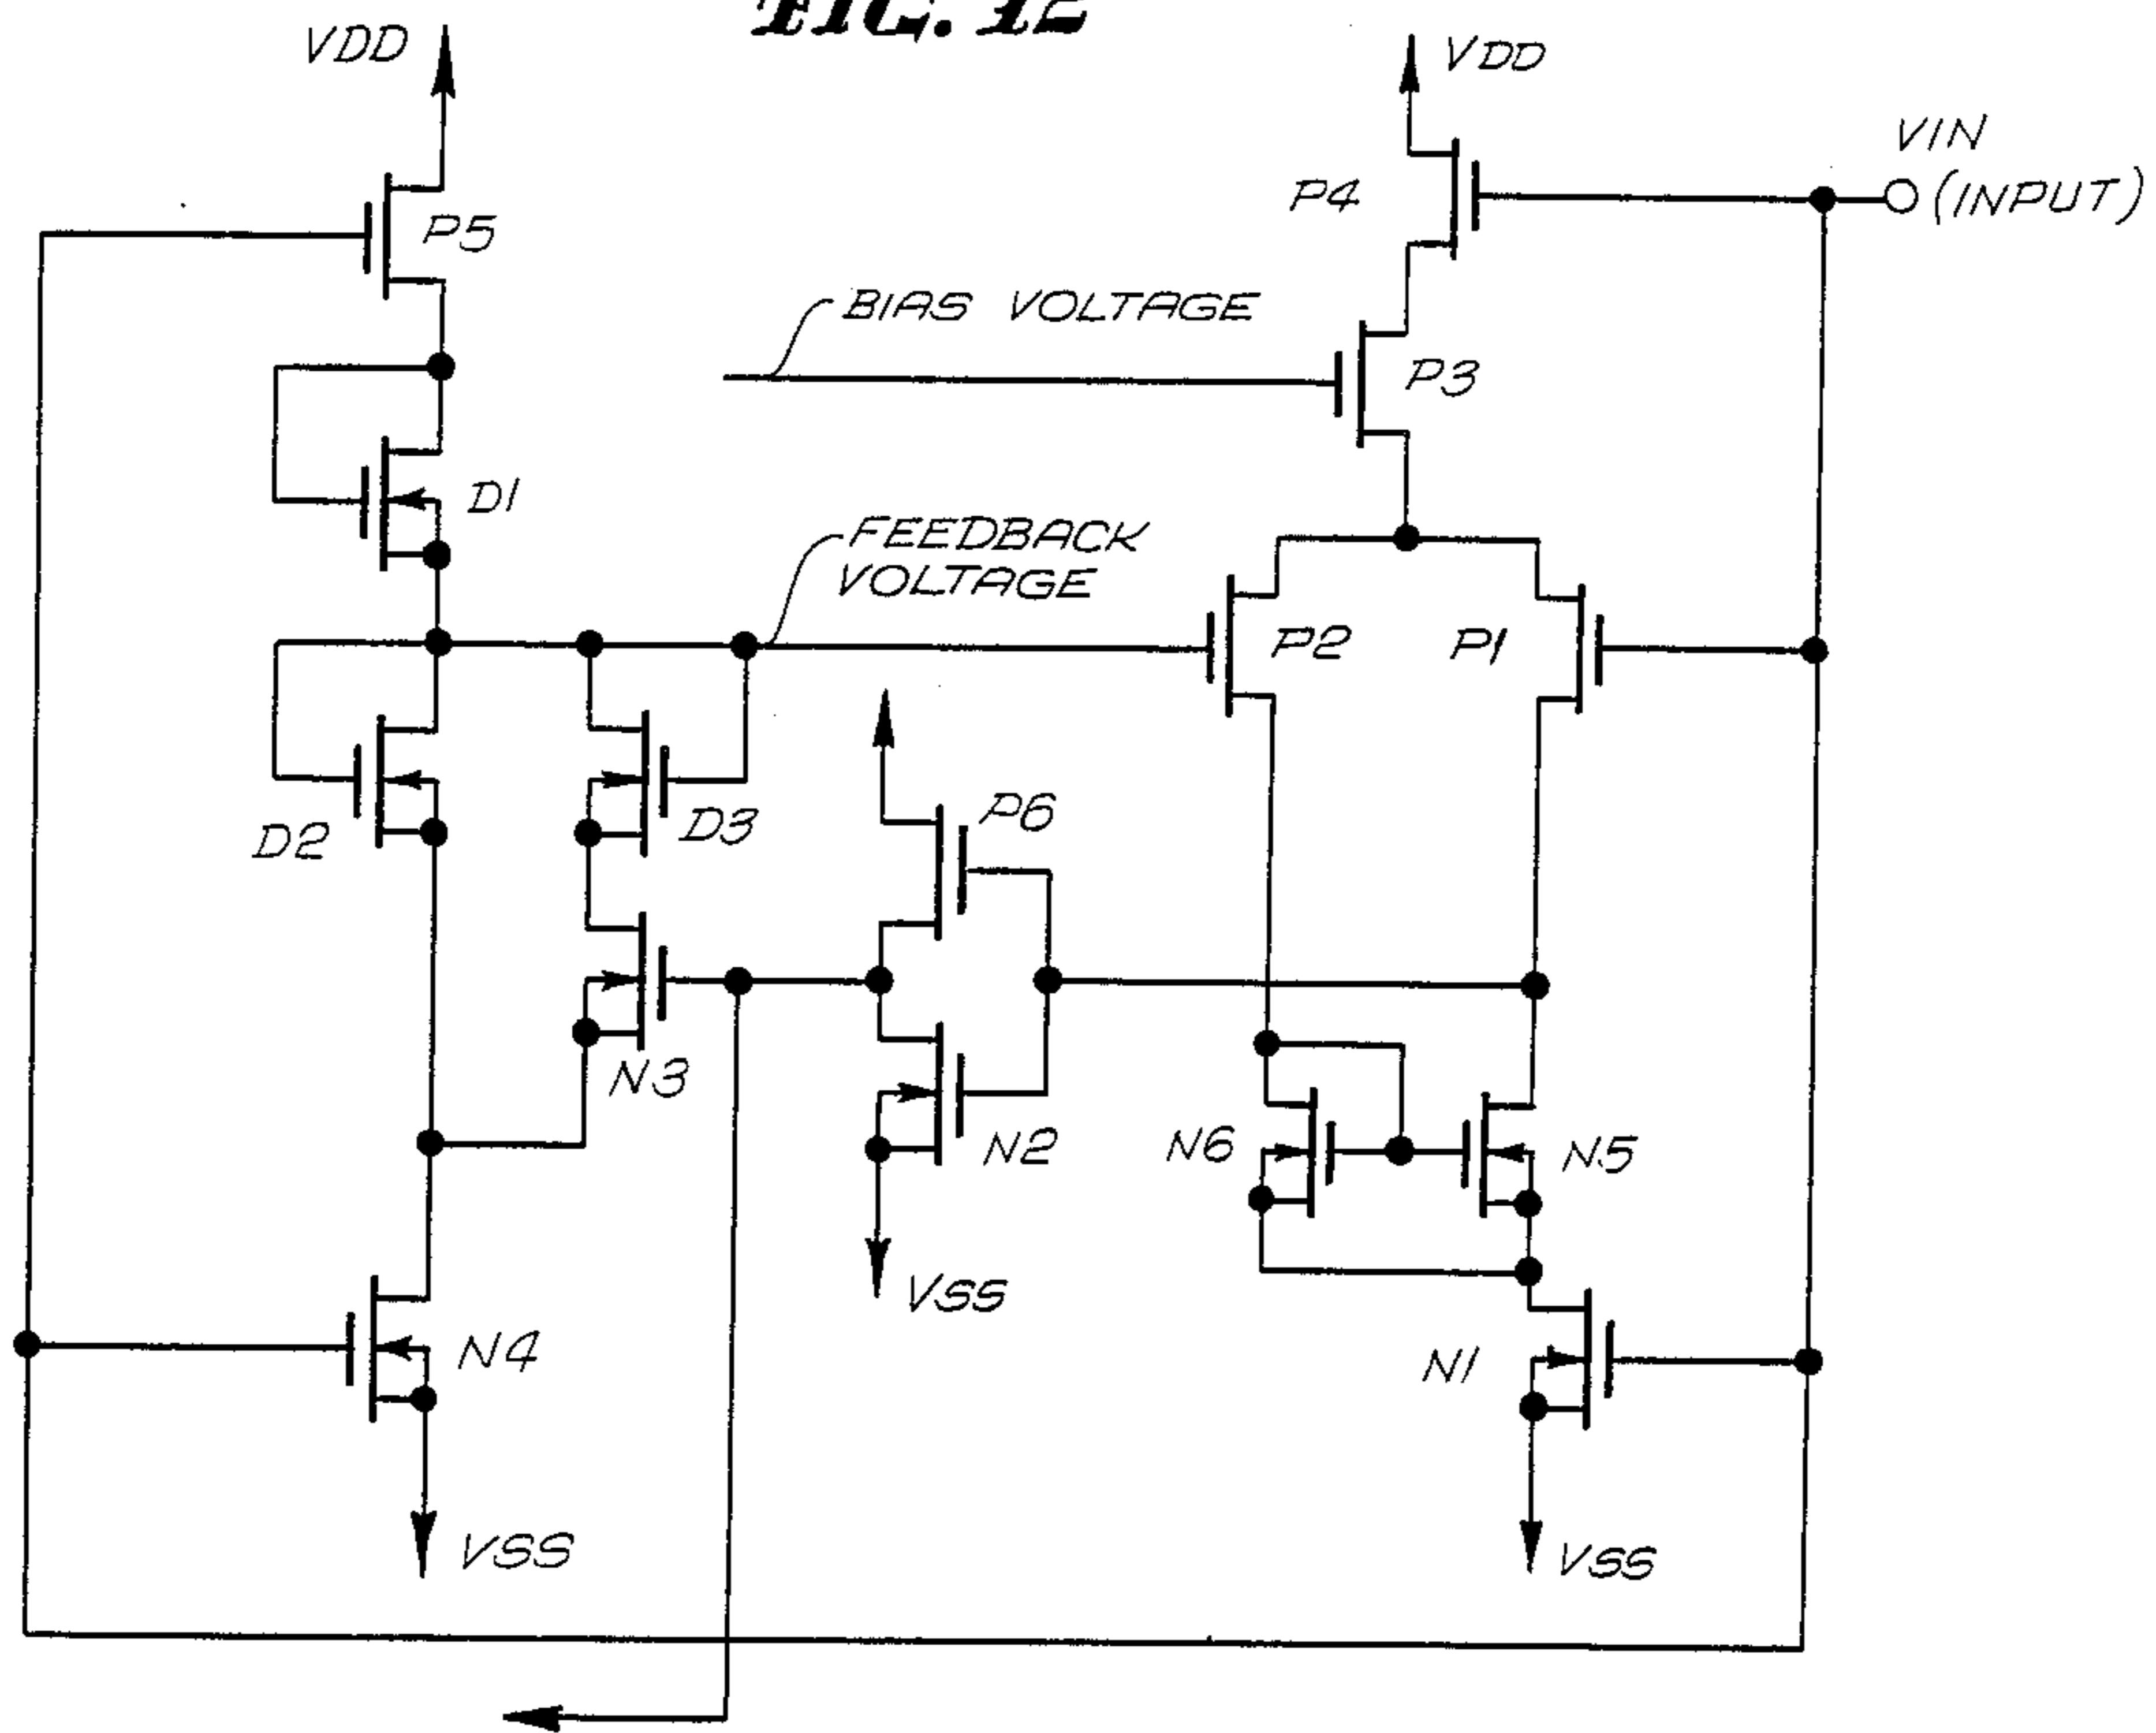 FIG. 12
VDD
VDD
VIN
(INPUT)
P4
P5
BIAS VOLTAGE
P3
D1
FEEDBACK
VOLTAGE
P2
P1
P6
D2
D3
N3
N2
N6
N5
VSS
N4
N1
VSS
VSS